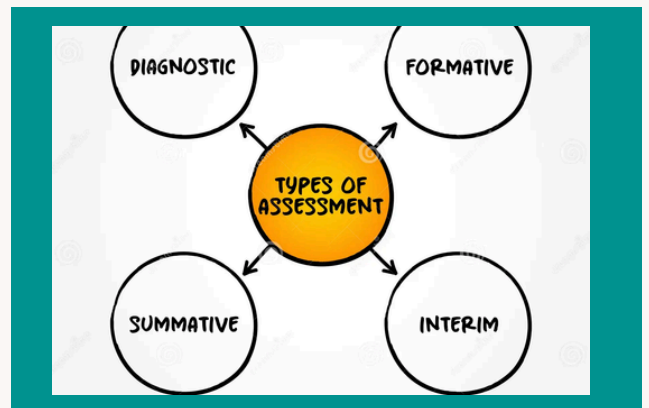 DIAGNOSTIC
FORMATIVE
TYPES OF
ASSESSMENT
SUMMATIVE
INTERIM